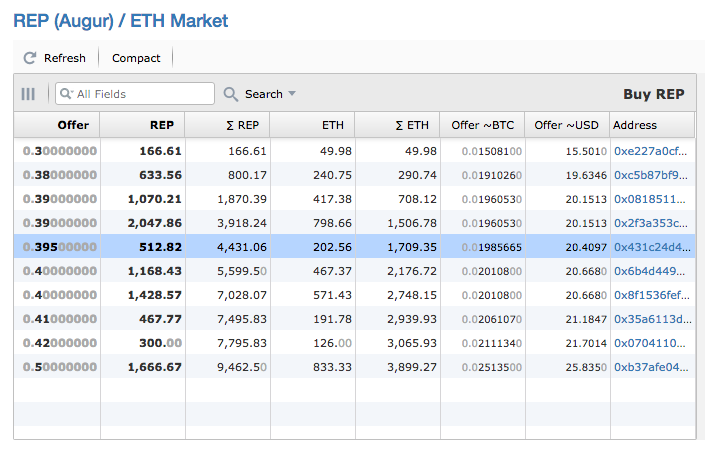 REP (Augur) / ETH Market
Refresh Compact
All Fields Search Buy REP
Offer REP Σ REP ETH Σ ETH Offer ~BTC Offer ~USD Address
0.30000000 166.61 166.61 49.98 49.98 0.01508100 15.5010 0xe227a0cf...
0.38000000 633.56 800.17 240.75 290.74 0.01910260 19.6346 0xc5b87bf9...
0.39000000 1,070.21 1,870.39 417.38 708.12 0.01960530 20.1513 0x0818511...
0.39000000 2,047.86 3,918.24 798.66 1,506.78 0.01960530 20.1513 0x2f3a353c...
0.39500000 512.82 4,431.06 202.56 1,709.35 0.01985665 20.4097 0x431c24d4...
0.40000000 1,168.43 5,599.50 467.37 2,176.72 0.02010800 20.6680 0x6b4d449...
0.40000000 1,428.57 7,028.07 571.43 2,748.15 0.02010800 20.6680 0x8f1536fef...
0.41000000 467.77 7,495.83 191.78 2,939.93 0.02061070 21.1847 0x35a6113d...
0.42000000 300.00 7,795.83 126.00 3,065.93 0.02111340 21.7014 0x0704110...
0.50000000 1,666.67 9,462.50 833.33 3,899.27 0.02513500 25.8350 0xb37afe04...